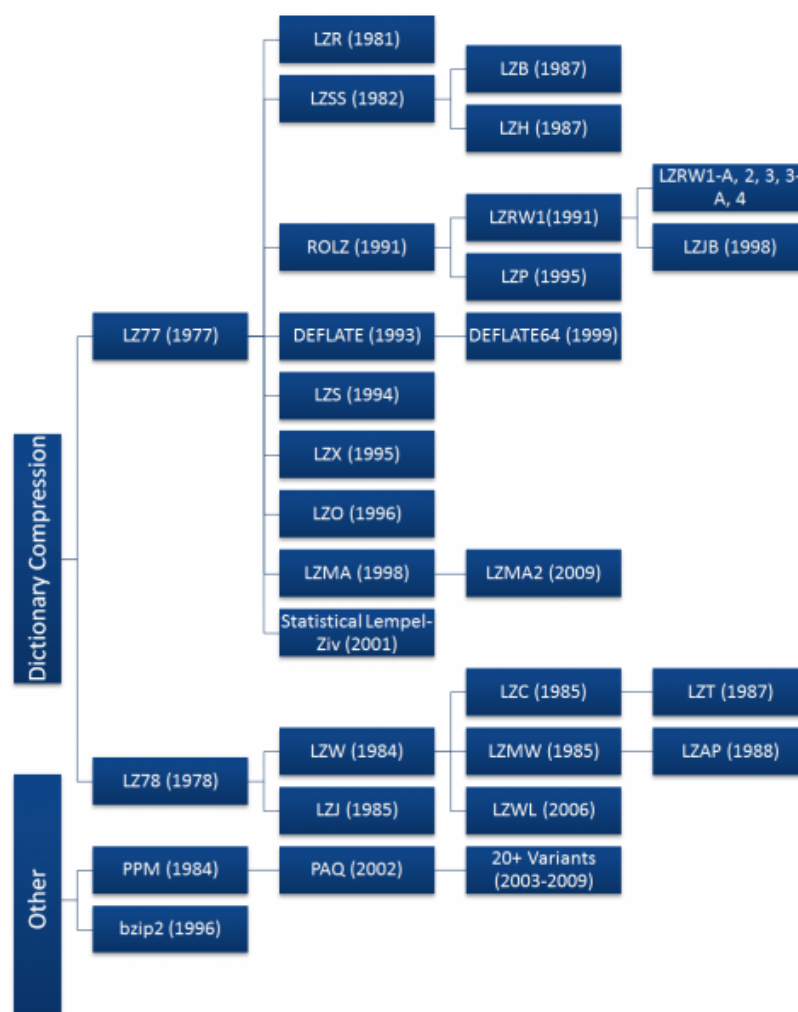 LZR (1981)
LZB (1987)
LZSS (1982)
LZH (1987)
LZRW1-A, 2, 3, 3-
A, 4
LZRW1(1991)
ROLZ (1991)
LZJB (1998)
LZP (1995)
LZ77 (1977)
DEFLATE (1993)
DEFLATE64 (1999)
LZS (1994)
LZX (1995)
LZO (1996)
Dictionary Compression
LZMA (1998)
LZMA2 (2009)
Statistical Lempel-
Ziv (2001)
LZC (1985)
LZT (1987)
LZW (1984)
LZMW (1985)
LZAP (1988)
LZ78 (1978)
LZJ (1985)
LZWL (2006)
Other
PPM (1984)
PAQ (2002)
20+ Variants
(2003-2009)
bzip2 (1996)